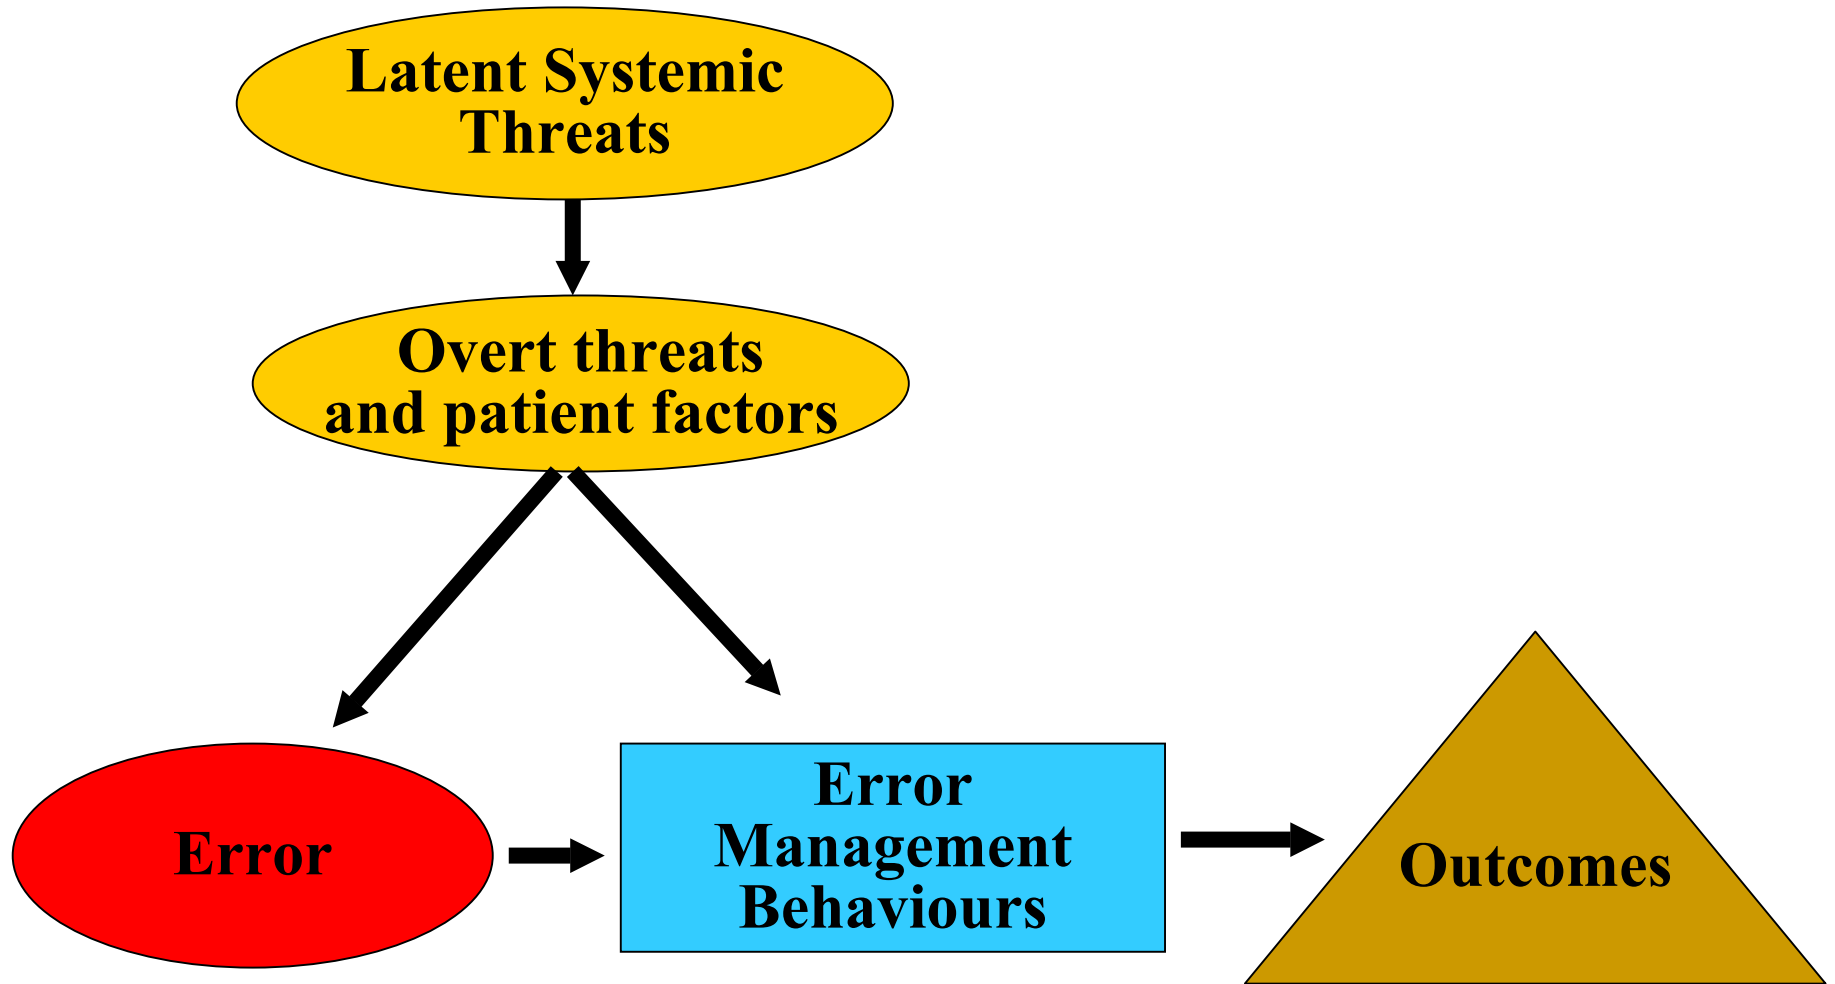 Latent Systemic
Threats
Overt threats
and patient factors
Error
Error
Management
Behaviours
Outcomes